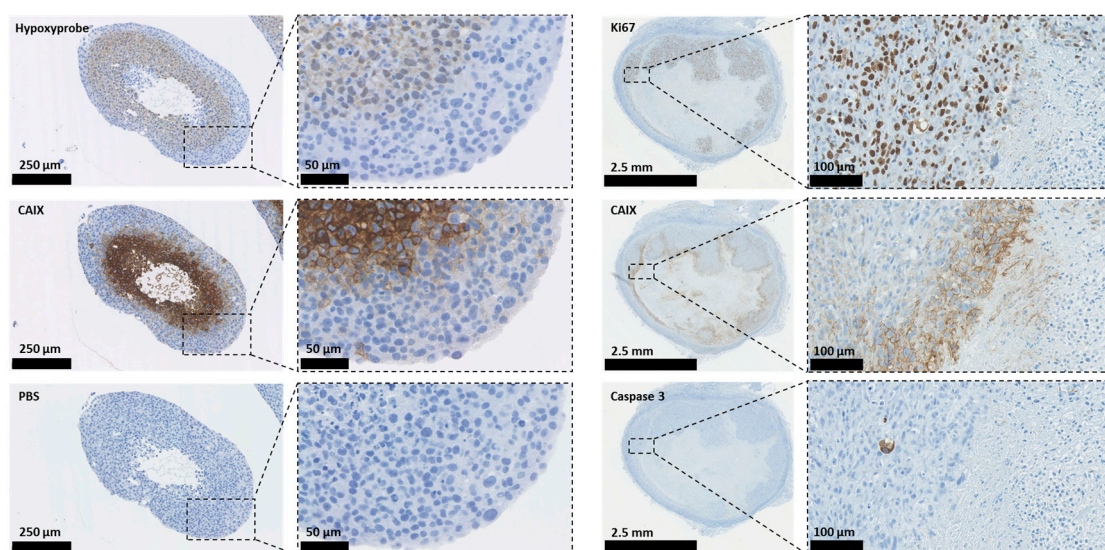 Hypoxyprobe
250 µm
50 µm
Ki67
2.5 mm
100 µm
CAIX
250 µm
50 µm
CAIX
2.5 mm
100 µm
PBS
250 µm
50 µm
Caspase 3
2.5 mm
100 µm